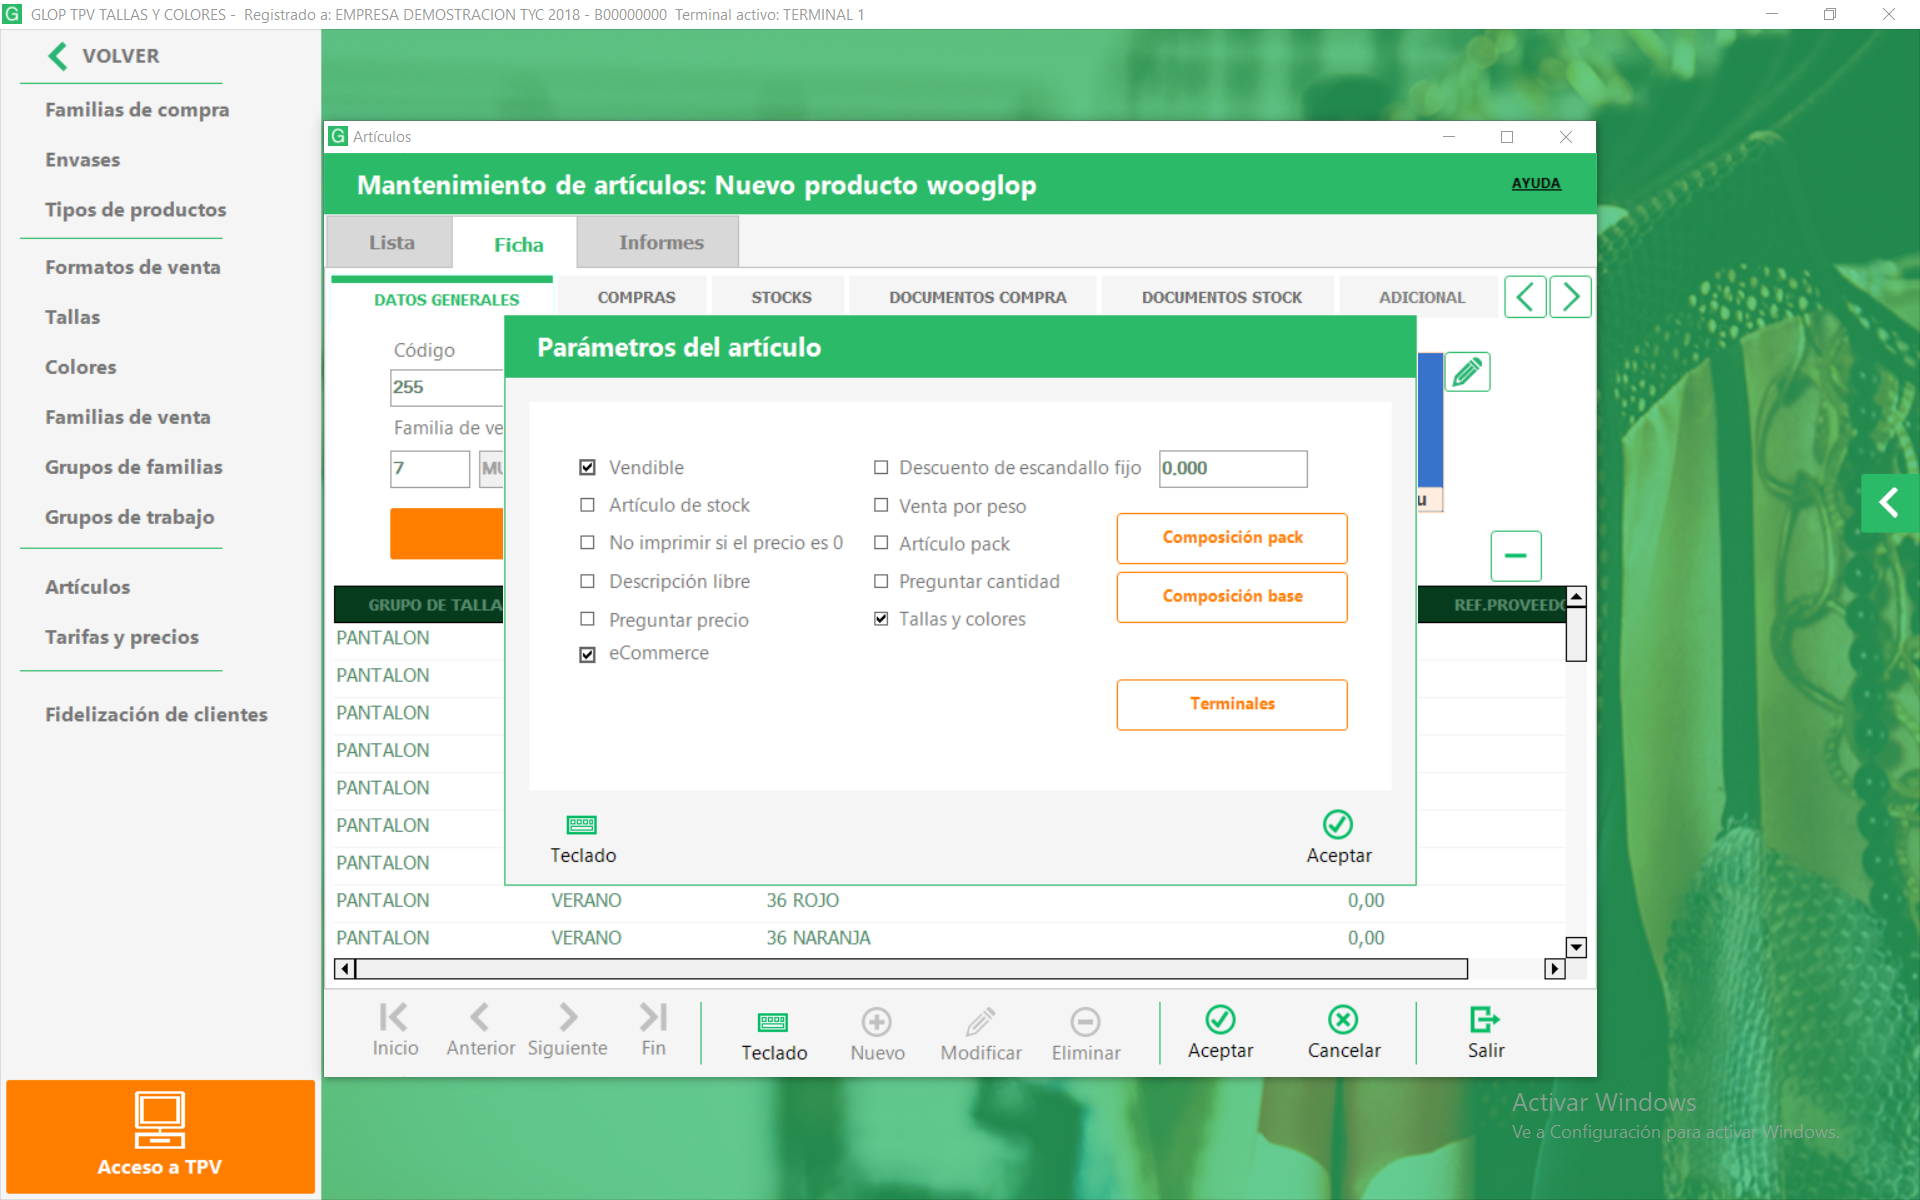 GLOP TPV TALLAS Y COLORES - Registrado a: EMPRESA DEMOSTRACION TYC 2018 - B00000000 Terminal activo: TERMINAL 1
VOLVER
Familias de compra
Envases
Tipos de productos
Formatos de venta
Tallas
Colores
Familias de venta
Grupos de familias
Grupos de trabajo
Artículos
Tarifas y precios
Fidelización de clientes
Acceso a TPV
Artículos
Mantenimiento de artículos: Nuevo producto wooglop
AYUDA
Lista Ficha Informes
DATOS GENERALES COMPRAS STOCKS DOCUMENTOS COMPRA DOCUMENTOS STOCK ADICIONAL
Código
255
Familia de ve
7 MU
u
Parámetros del artículo
Vendible
Artículo de stock
No imprimir si el precio es 0
Descripción libre
Preguntar precio
eCommerce
Descuento de escandallo fijo 0.000
Venta por peso
Artículo pack
Preguntar cantidad
Tallas y colores
Composición pack
Composición base
Terminales
Teclado Aceptar
GRUPO DE TALLA REF.PROVEEDO
PANTALON
PANTALON
PANTALON
PANTALON
PANTALON
PANTALON
PANTALON
PANTALON VERANO 36 ROJO 0,00
PANTALON VERANO 36 NARANJA 0,00
Inicio Anterior Siguiente Fin Teclado Nuevo Modificar Eliminar Aceptar Cancelar Salir
Activar Windows
Ve a Configuración para activar Windows.